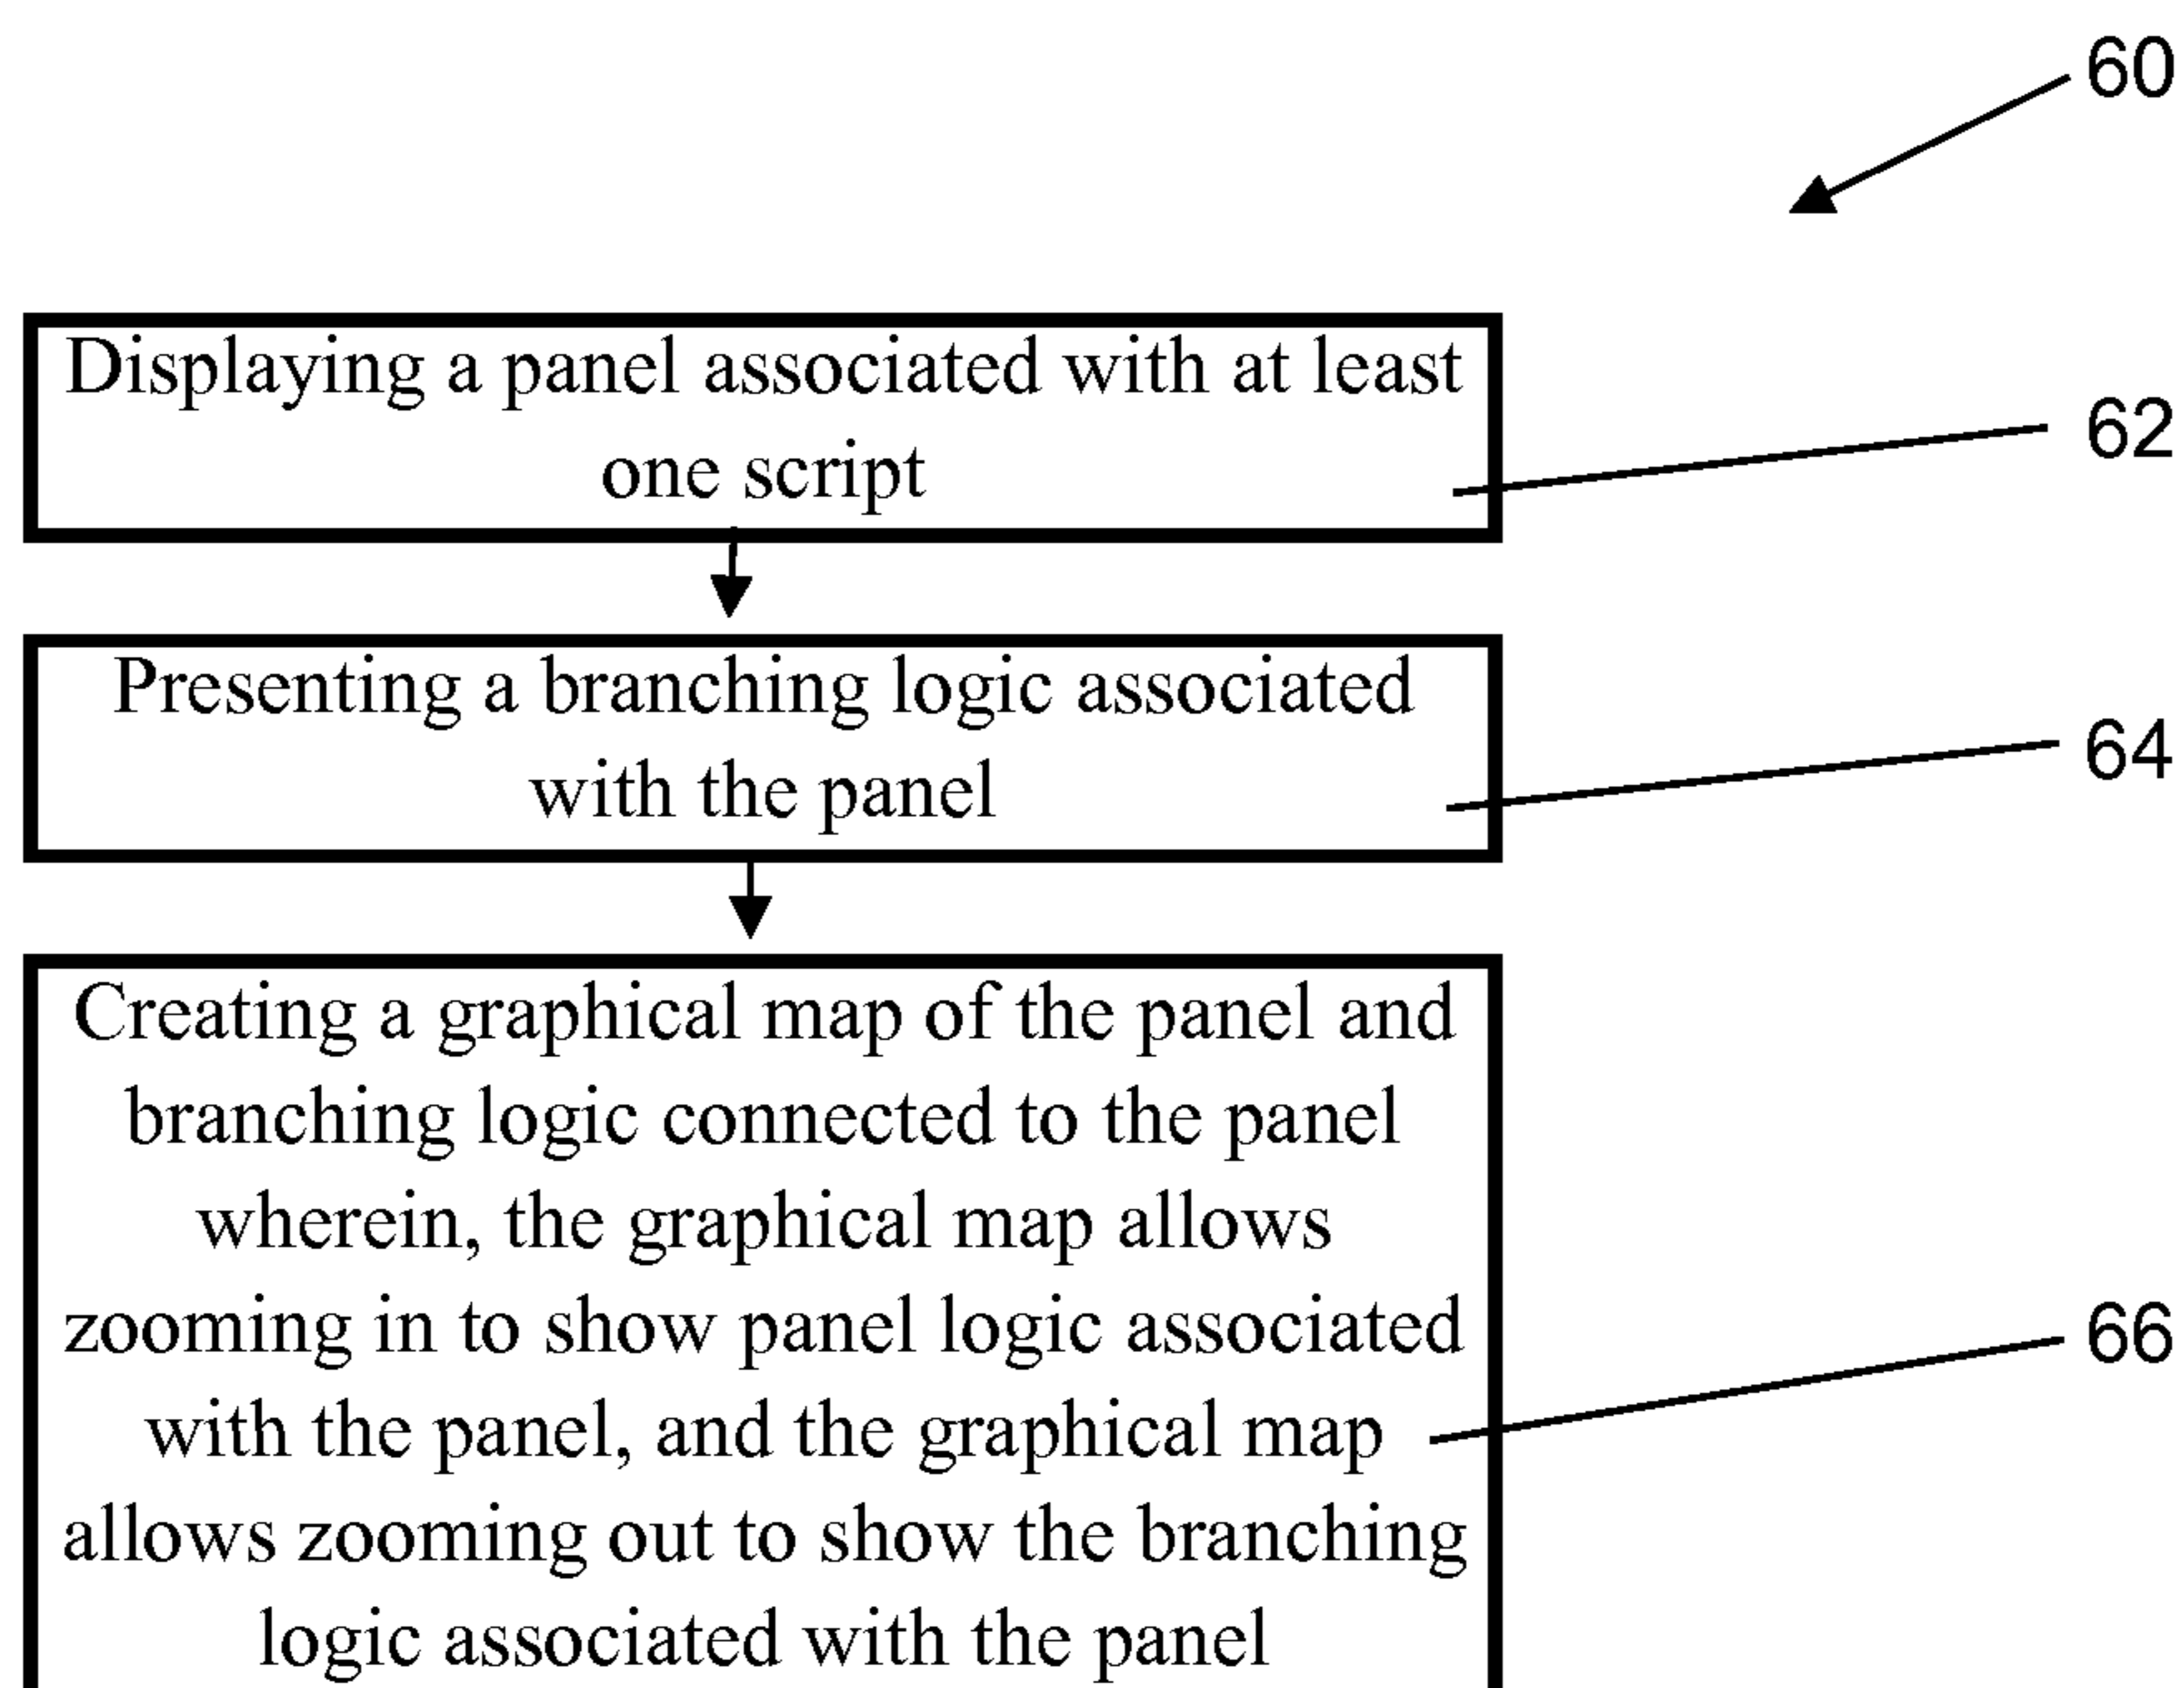 60
Displaying a panel associated with at least
one script
62
Presenting a branching logic associated
with the panel
64
Creating a graphical map of the panel and
branching logic connected to the panel
wherein, the graphical map allows
zooming in to show panel logic associated
with the panel, and the graphical map
allows zooming out to show the branching
logic associated with the panel
66